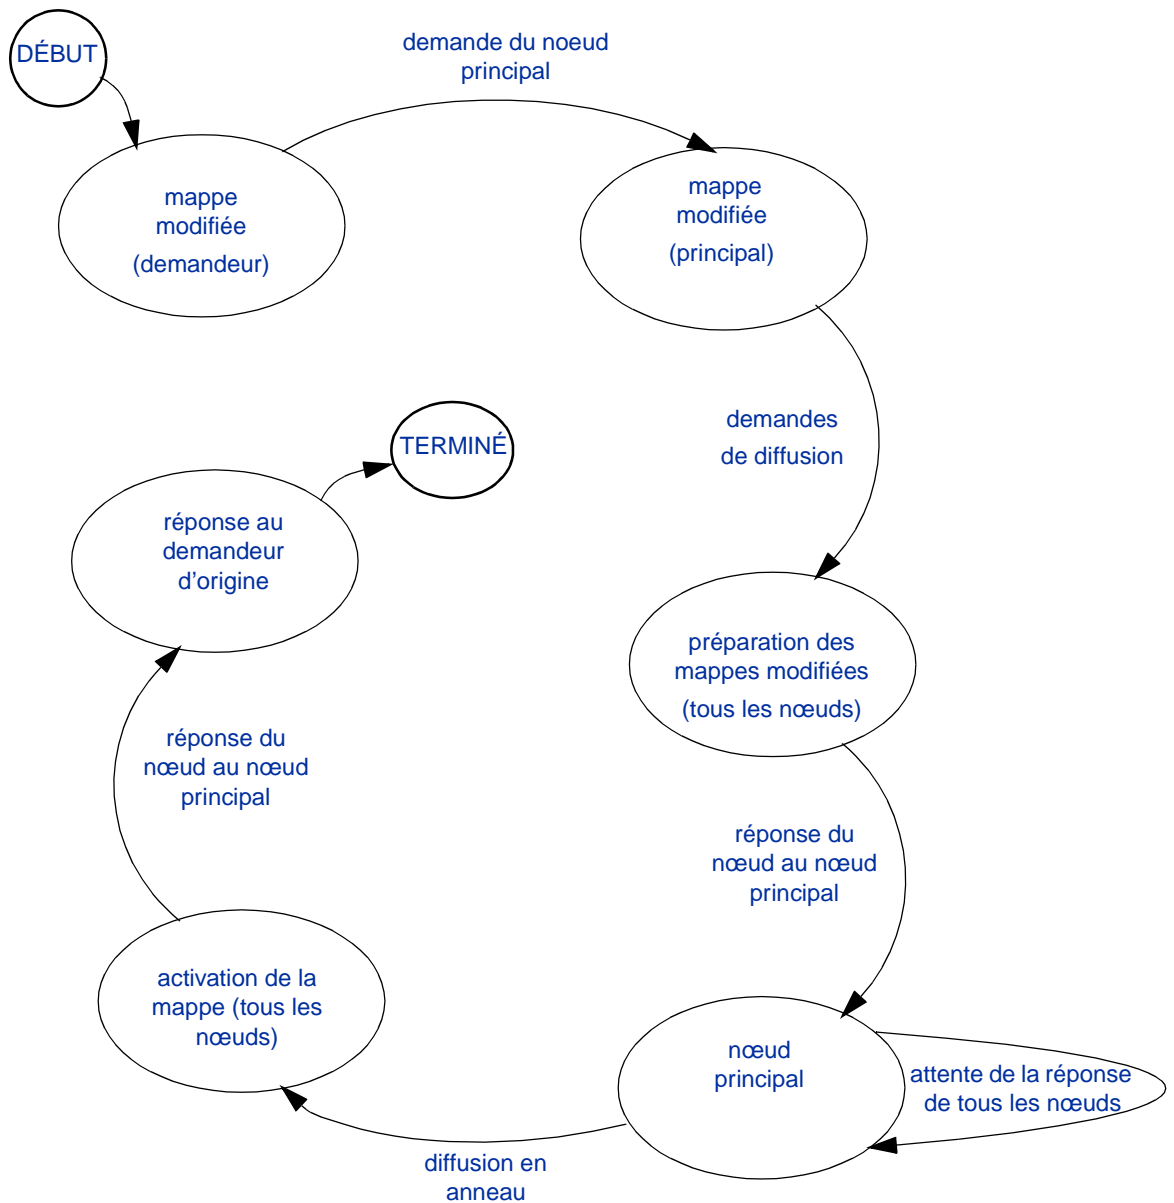 DÉBUT
demande du noeud
principal
mappe
modifiée
(demandeur)
mappe
modifiée
(principal)
demandes
de diffusion
TERMINÉ
réponse au
demandeur
d'origine
préparation des
mappes modifiées
(tous les nœuds)
réponse du
nœud au nœud
principal
réponse du
nœud au nœud
principal
activation de la
mappe (tous les
nœuds)
nœud
principal
attente de la réponse
de tous les nœuds
diffusion en
anneau